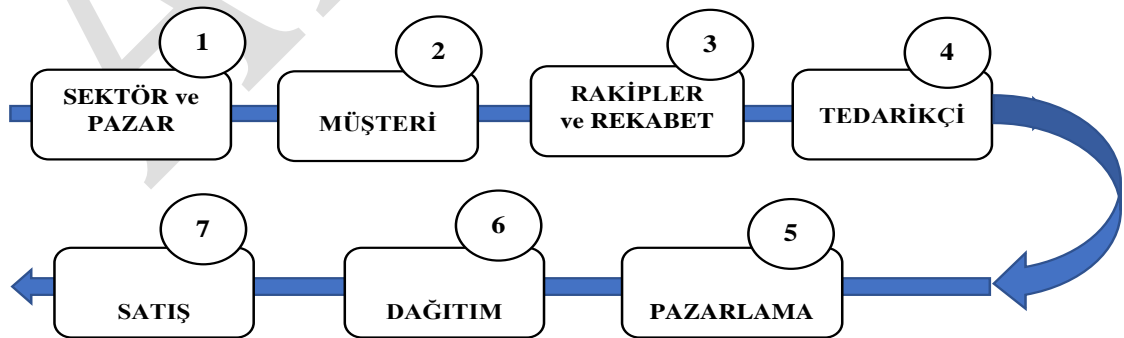 1
SEKTÖR ve
PAZAR
2
MÜŞTERİ
3
RAKİPLER
ve REKABET
4
TEDARİKÇİ
5
PAZARLAMA
6
DAĞITIM
7
SATIŞ